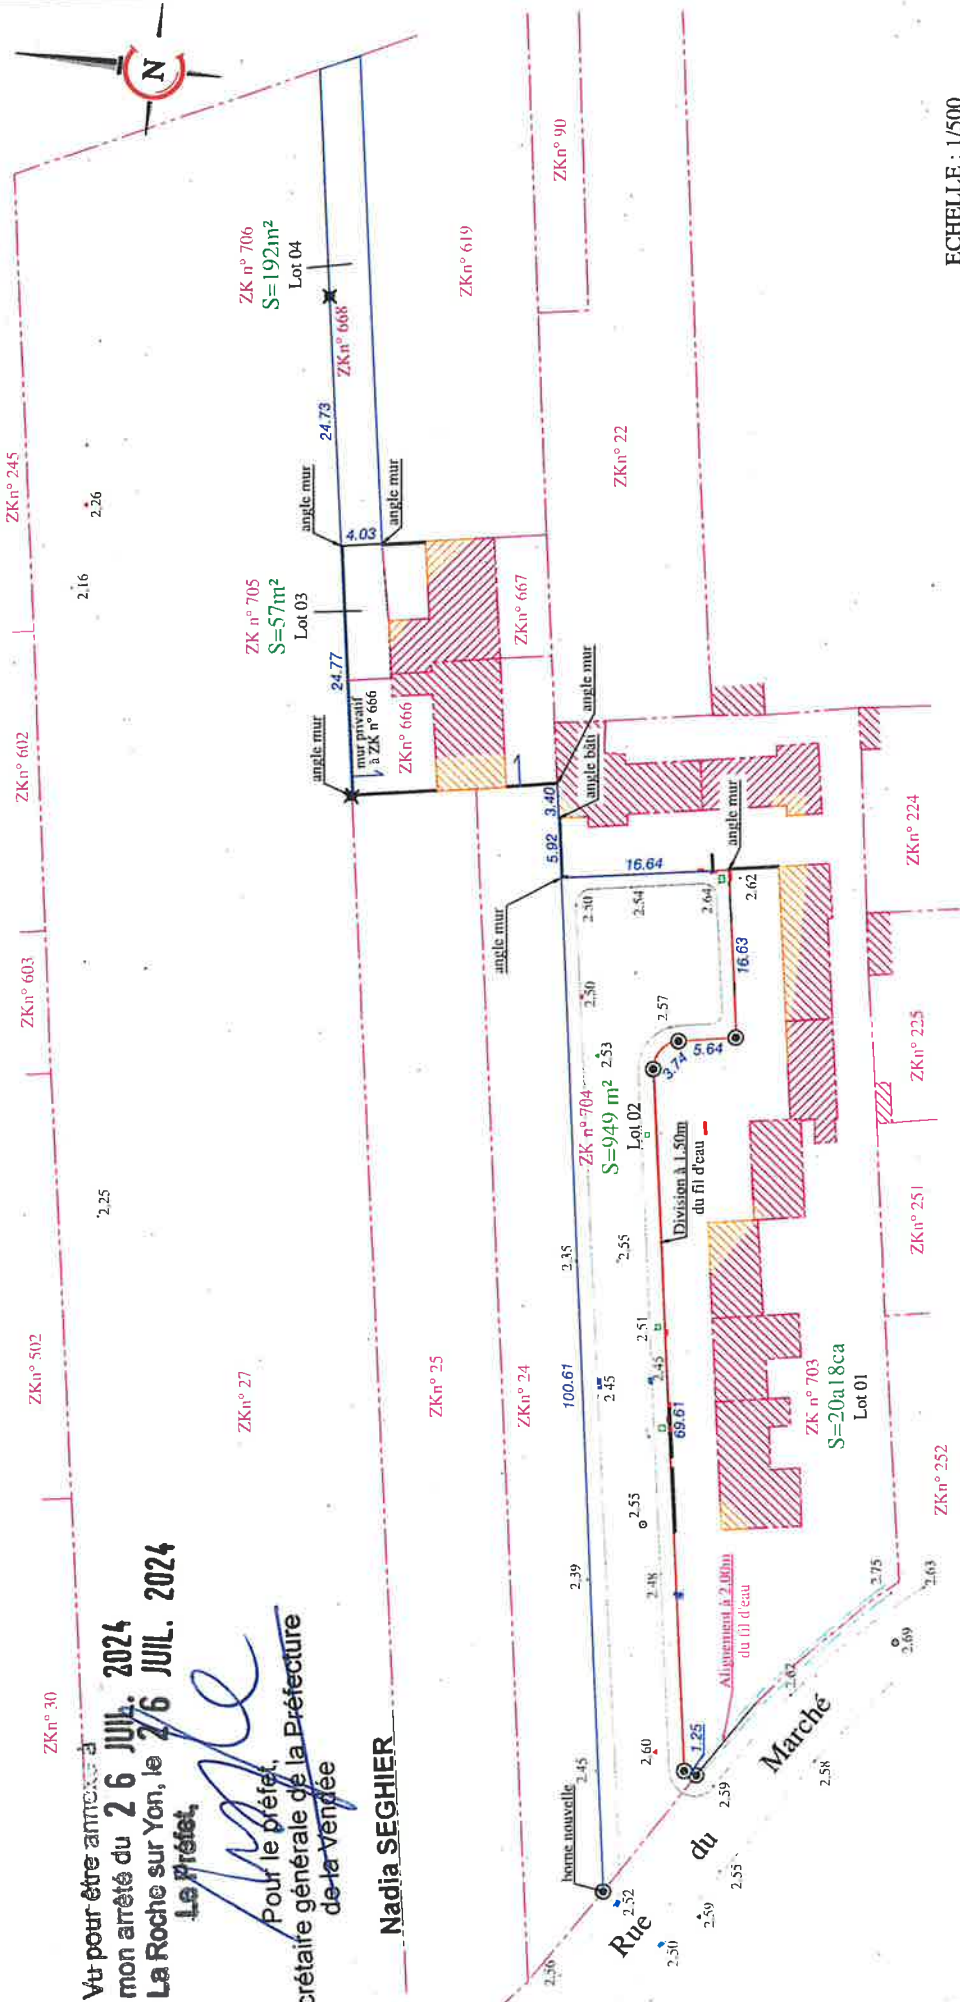 Vu pour être annexé à
mon arrêté du 26 JUIL. 2024
La Roche sur Yon, le 26 JUIL. 2024
Le Préfet,
Pour le préfet,
crétaire générale de la Préfecture
de la Vendée
Nadia SEGHIER
N
ZKn° 30
ZKn° 502
ZKn° 603
ZKn° 602
ZKn° 245
2.25
2.16
2.26
ZKn° 27
ZKn° 25
ZKn° 24
ZK n° 705
S=57m²
Lot 03
ZK n° 706
S=192m²
Lot 04
ZKn° 668
24.77
24.73
4.03
angle mur
angle mur
angle mur
mur privatif
à ZK n° 666
ZKn° 666
ZKn° 667
ZKn° 619
ZKn° 90
ZKn° 22
angle mur
angle bâti
angle mur
angle mur
5.92
3.40
16.64
16.63
5.64
3.74
100.61
69.61
1.25
borne nouvelle
2.45
2.39
2.35
2.50
2.50
2.54
2.64
2.62
2.57
2.53
ZK n° 704
S=949 m²
Lot 02
Division à 1.50m
du fil d'eau
2.55
2.51
2.45
2.45
2.55
2.48
2.60
Alignement à 2.00m
du fil d'eau
ZK n° 703
S=20a18ca
Lot 01
ZKn° 252
ZKn° 251
ZKn° 225
ZKn° 224
2.75
2.63
2.69
2.62
2.58
2.59
2.55
2.59
2.52
2.50
2.56
Rue du Marché
ECHELLE : 1/500